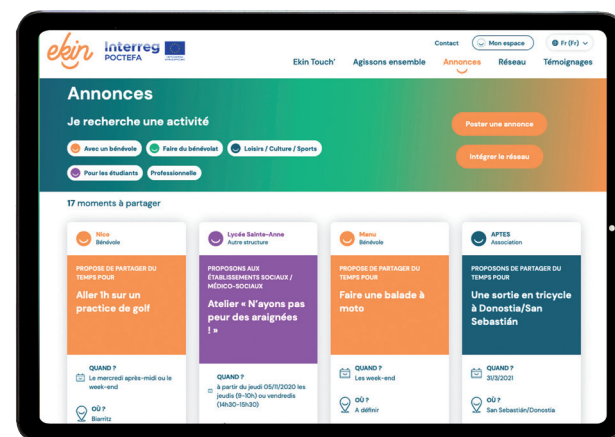 ekin
Interreg
POCTEFA
Contact
Mon espace
Fr (Fr)
Ekin Touch'
Agissons ensemble
Annonces
Réseau
Témoignages
Annonces
Je recherche une activité
Avec un bénévole
Faire du bénévolat
Loisirs / Culture / Sports
Pour les étudiants
Professionnelle
Poster une annonce
Intégrer le réseau
17 moments à partager
Nice
Bénévole
PROPOSE DE PARTAGER DU
TEMPS POUR
Aller 1h sur un
practice de golf
QUAND ?
Le mercredi après-midi ou le
week-end
OÙ ?
Biarritz
Lycée Sainte-Anne
Autre structure
PROPOSONS AUX
ÉTABLISSEMENTS SOCIAUX /
MÉDICO-SOCIAUX
Atelier « N'ayons pas
peur des araignées
! »
QUAND ?
à partir du jeudi 05/11/2020 les
jeudis (9-10h) ou vendredis
(14h30-15h30)
Manu
Bénévole
PROPOSE DE PARTAGER DU
TEMPS POUR
Faire une balade à
moto
QUAND ?
Les week-end
OÙ ?
A définir
APTES
Association
PROPOSONS DE PARTAGER DU
TEMPS POUR
Une sortie en tricycle
à Donostia/San
Sebastián
QUAND ?
31/3/2021
OÙ ?
San Sebastián/Donostia